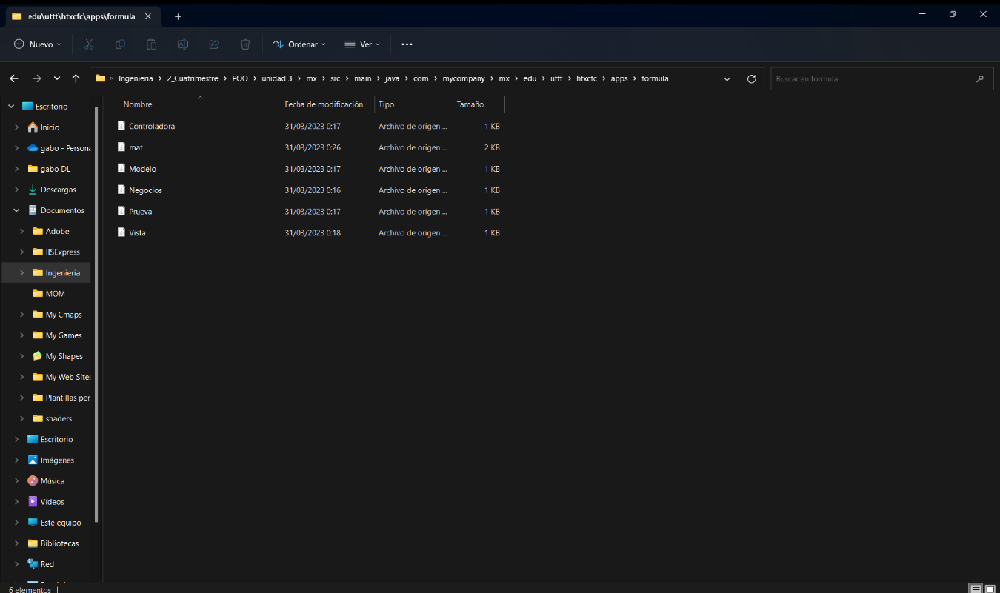 edu\uttt\htxcfc\apps\formula
Nuevo Ordenar Ver
« Ingenieria > 2_Cuatrimestre > POO > unidad 3 > mx > src > main > java > com > mycompany > mx > edu > uttt > htxcfc > apps > formula
Buscar en formula
Escritorio
Inicio
gabo - Persona
gabo DL
Descargas
Documentos
Adobe
IISExpress
Ingenieria
MOM
My Cmaps
My Games
My Shapes
My Web Sites
Plantillas per
shaders
Escritorio
Imágenes
Música
Vídeos
Este equipo
Bibliotecas
Red
Nombre Fecha de modificación Tipo Tamaño
Controladora 31/03/2023 0:17 Archivo de origen ... 1 KB
mat 31/03/2023 0:26 Archivo de origen ... 2 KB
Modelo 31/03/2023 0:17 Archivo de origen ... 1 KB
Negocios 31/03/2023 0:16 Archivo de origen ... 1 KB
Prueva 31/03/2023 0:17 Archivo de origen ... 1 KB
Vista 31/03/2023 0:18 Archivo de origen ... 1 KB
6 elementos